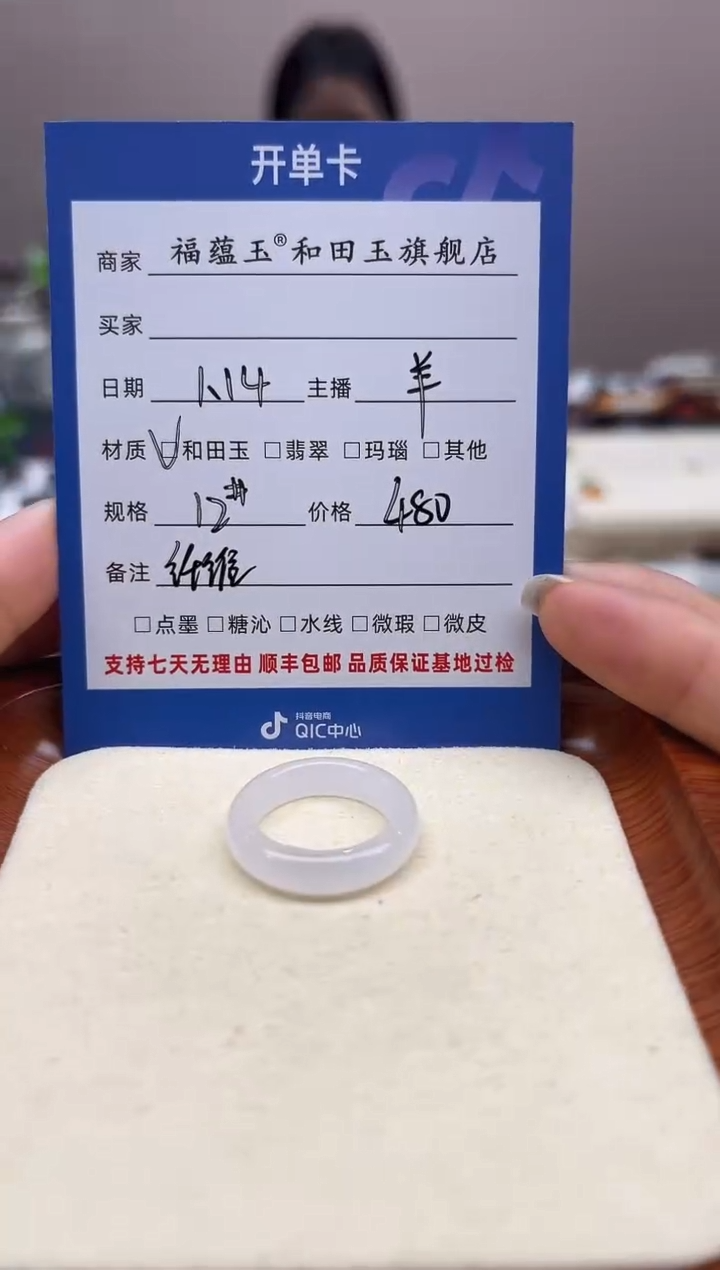 开单卡
商家 福蕴玉®和田玉旗舰店
买家
日期 1.14 主播 羊
材质 ☑和田玉 □翡翠 □玛瑙 □其他
规格 12# 价格 480
备注 纤维
□点墨 □糖沁 □水线 □微瑕 □微皮
支持七天无理由 顺丰包邮 品质保证基地过检
抖音电商
QIC中心